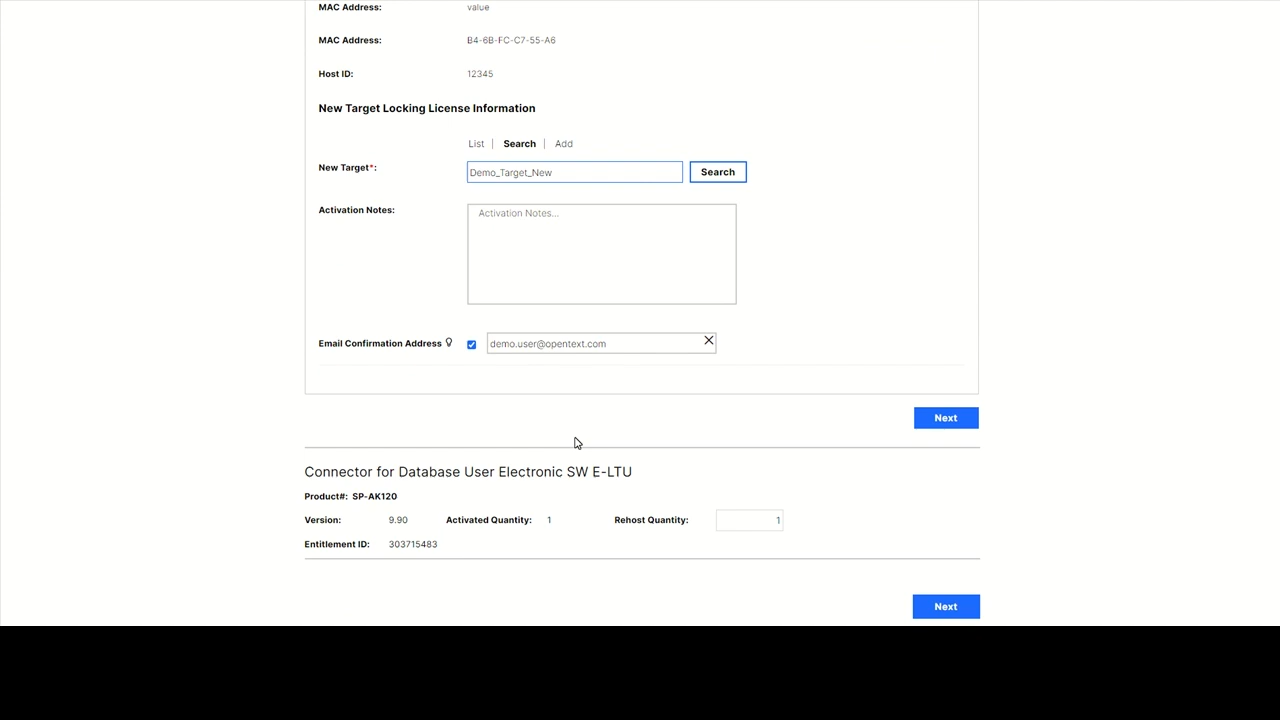 MAC Address: value
MAC Address: B4-6B-FC-C7-55-A6
Host ID: 12345
New Target Locking License Information
List | Search | Add
New Target*: Demo_Target_New Search
Activation Notes: Activation Notes...
Email Confirmation Address demo.user@opentext.com
Next
Connector for Database User Electronic SW E-LTU
Product#: SP-AK120
Version: 9.90 Activated Quantity: 1 Rehost Quantity: 1
Entitlement ID: 303715483
Next